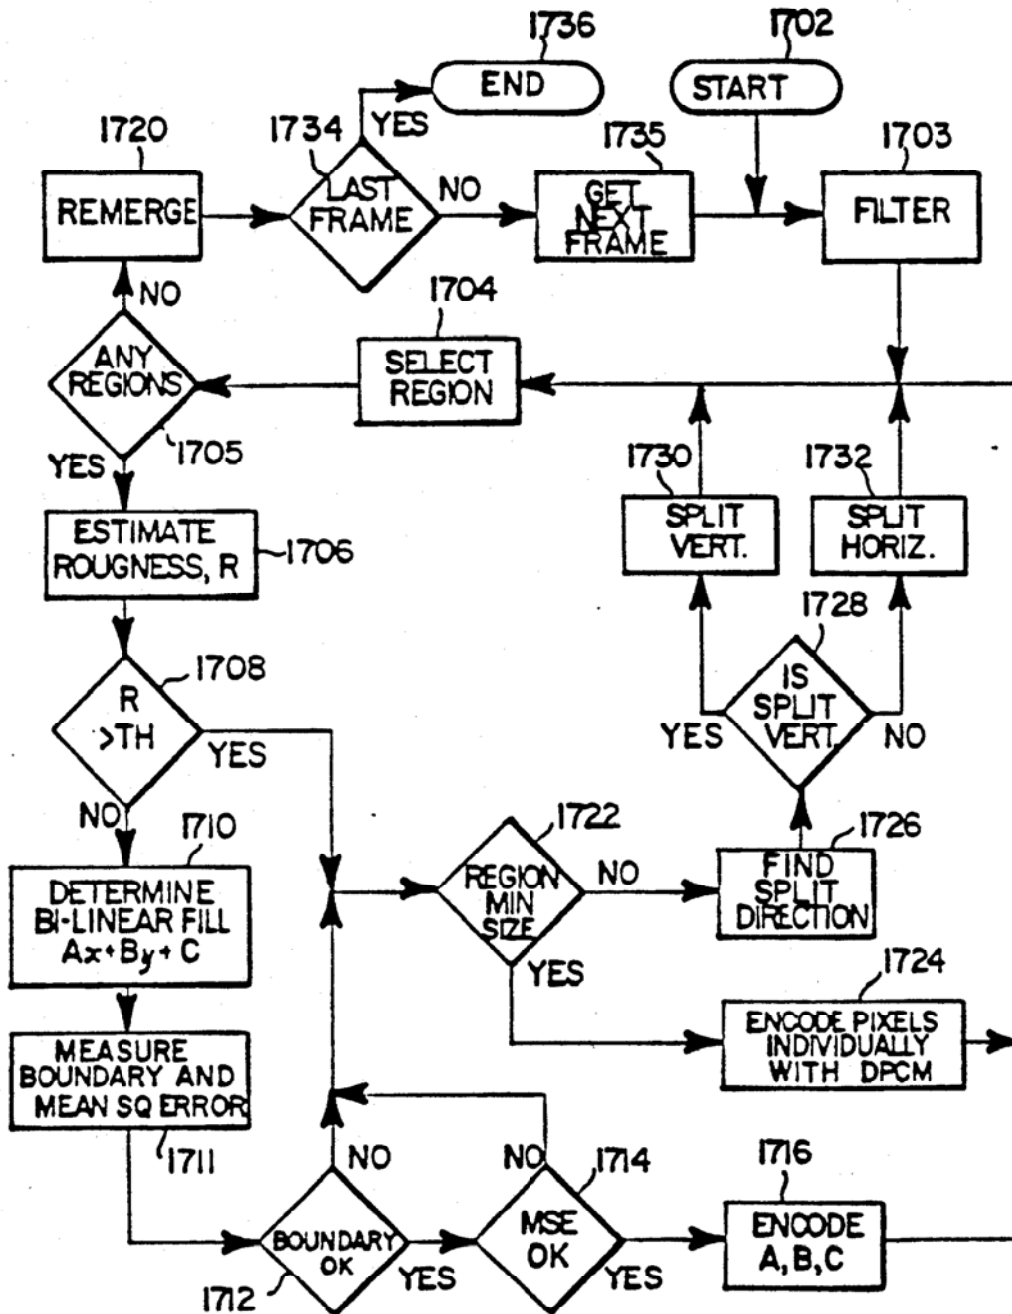 1736
1702
END
START
1720
1734
YES
1735
1703
REMERGE
LAST
FRAME
NO
GET
NEXT
FRAME
FILTER
NO
1704
ANY
REGIONS
SELECT
REGION
1705
YES
1730
1732
ESTIMATE
ROUGNESS, R
1706
SPLIT
VERT.
SPLIT
HORIZ.
1728
1708
R
>TH
YES
IS
SPLIT
VERT.
YES
NO
NO
1710
1722
1726
DETERMINE
BI-LINEAR FILL
Ax+By+C
REGION
MIN
SIZE
NO
FIND
SPLIT
DIRECTION
YES
1724
MEASURE
BOUNDARY AND
MEAN SQ ERROR
ENCODE PIXELS
INDIVIDUALLY
WITH DPCM
1711
NO
NO
1714
1716
BOUNDARY
OK
YES
MSE
OK
YES
ENCODE
A, B, C
1712